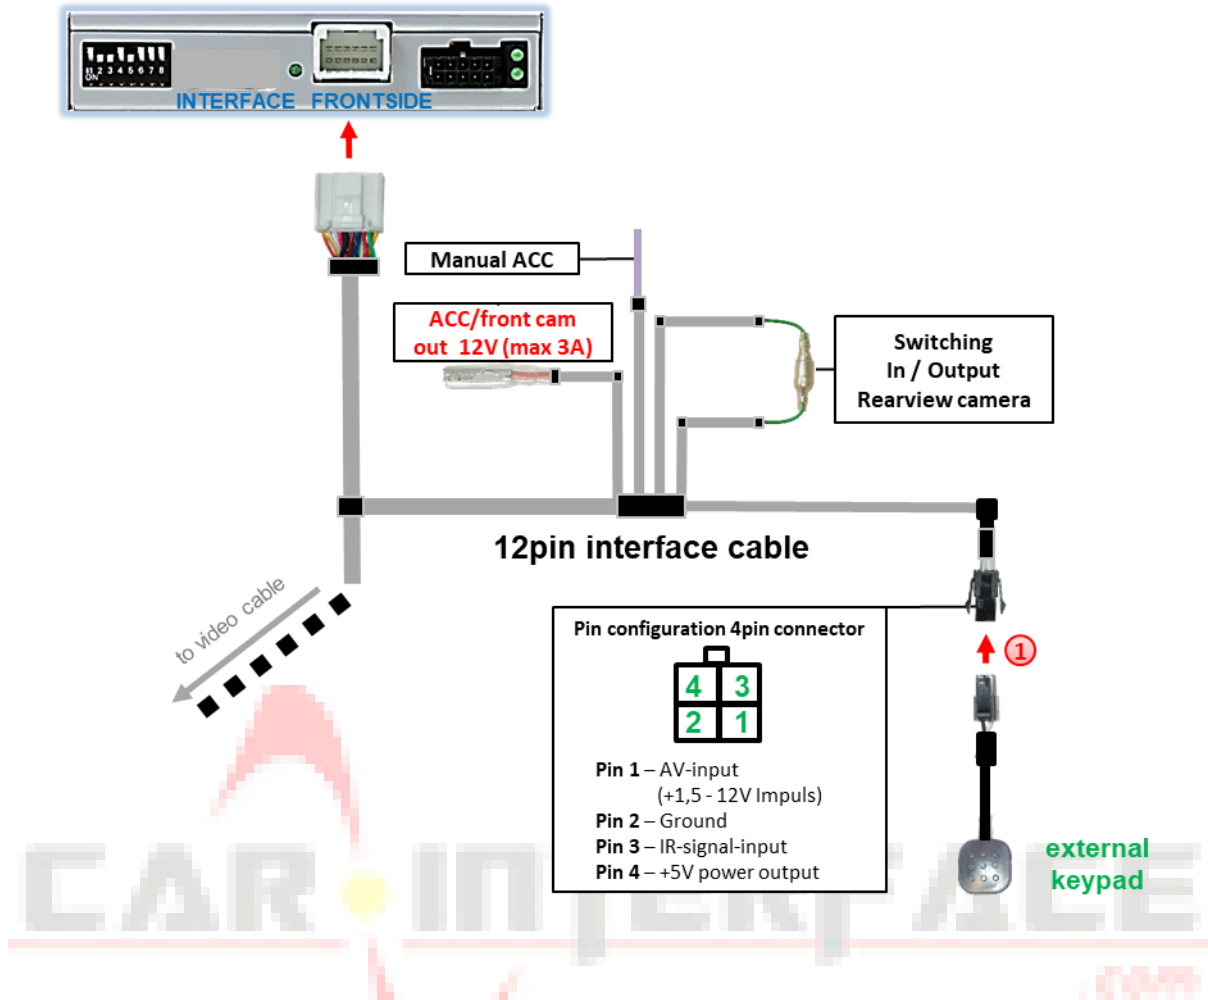 ON
1 2 3 4 5 6 7 8
INTERFACE FRONTSIDE
Manual ACC
ACC/front cam
out 12V (max 3A)
Switching
In / Output
Rearview camera
12pin interface cable
to video cable
Pin configuration 4pin connector
4 3
2 1
Pin 1 – AV-input
(+1,5 - 12V Impuls)
Pin 2 – Ground
Pin 3 – IR-signal-input
Pin 4 – +5V power output
1
external
keypad
CAR INTERFACE
.com